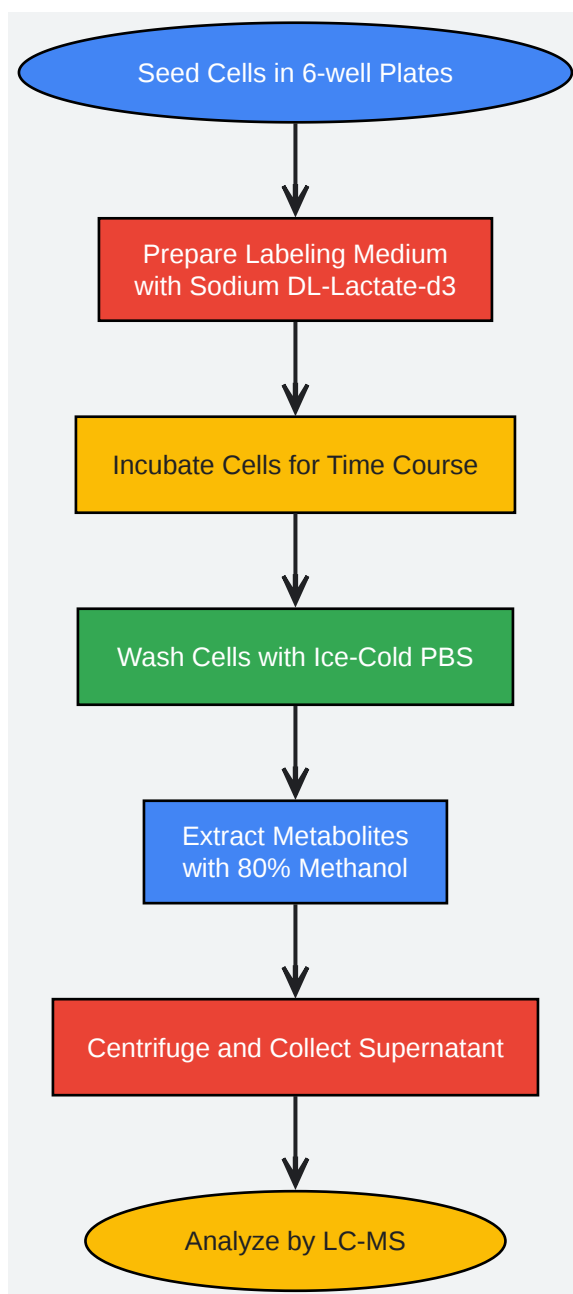 Seed Cells in 6-well Plates
Prepare Labeling Medium
with Sodium DL-Lactate-d3
Incubate Cells for Time Course
Wash Cells with Ice-Cold PBS
Extract Metabolites
with 80% Methanol
Centrifuge and Collect Supernatant
Analyze by LC-MS